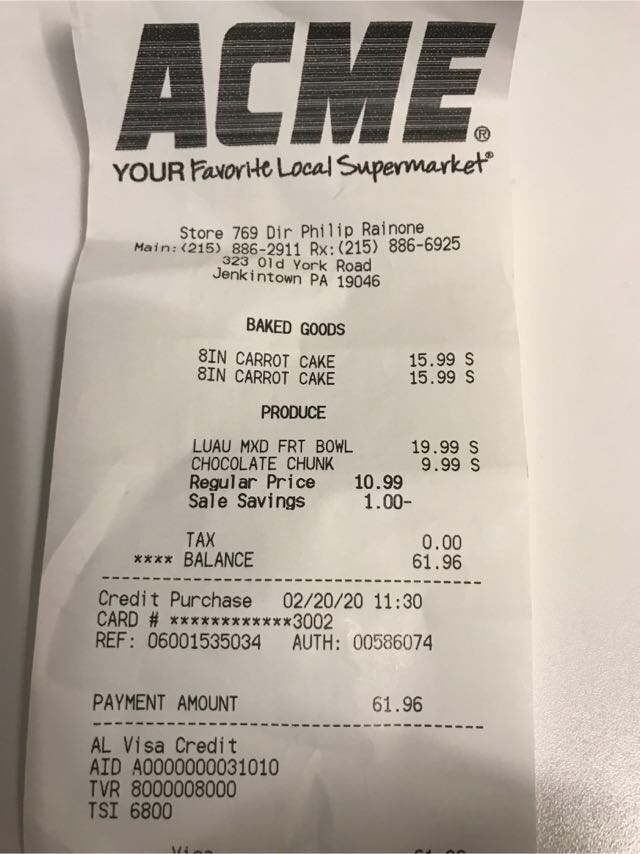 ACME®
YOUR Favorite Local Supermarket®
Store 769 Dir Philip Rainone
Main:(215) 886-2911 Rx:(215) 886-6925
323 Old York Road
Jenkintown PA 19046
BAKED GOODS
8IN CARROT CAKE 15.99 S
8IN CARROT CAKE 15.99 S
PRODUCE
LUAU MXD FRT BOWL 19.99 S
CHOCOLATE CHUNK 9.99 S
Regular Price 10.99
Sale Savings 1.00-
TAX 0.00
**** BALANCE 61.96
Credit Purchase 02/20/20 11:30
CARD # ************3002
REF: 06001535034 AUTH: 00586074
PAYMENT AMOUNT 61.96
AL Visa Credit
AID A0000000031010
TVR 8000008000
TSI 6800
Visa 61.96